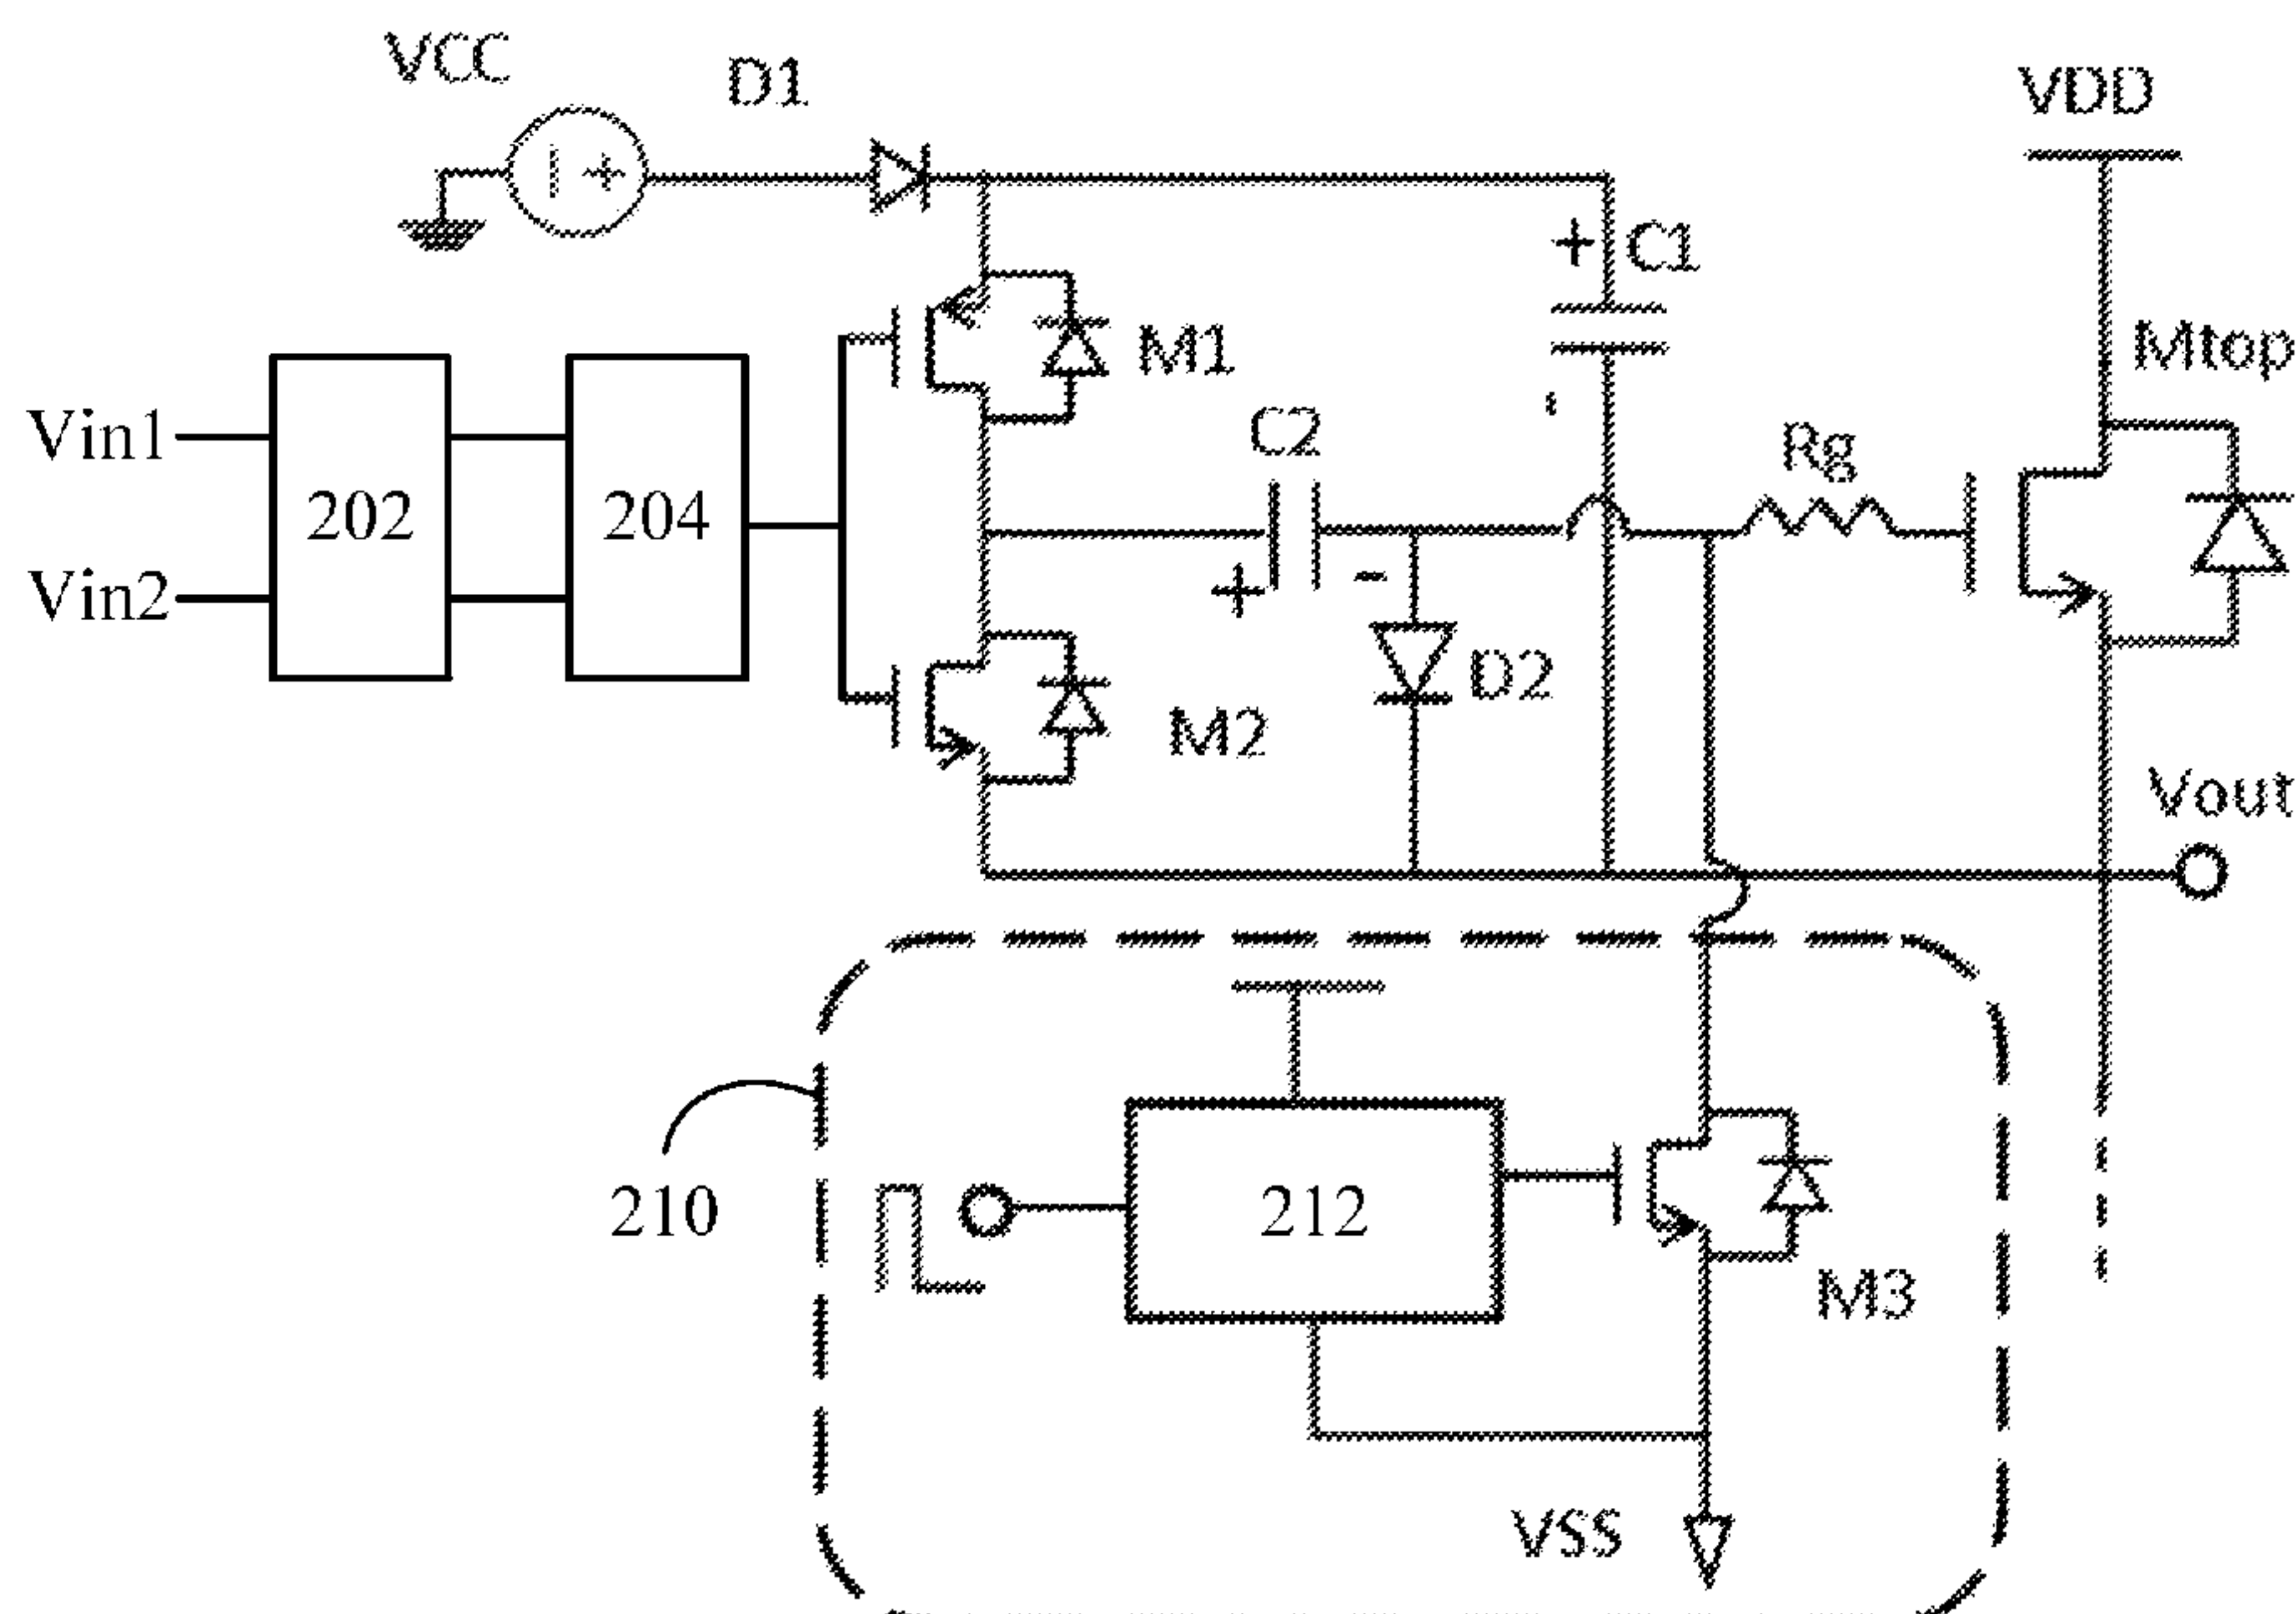 VCC
D1
VDD
+
C1
-
Mtop
M1
C2
Rg
Vin1
202
204
Vin2
+
-
D2
M2
Vout
210
212
M3
VSS